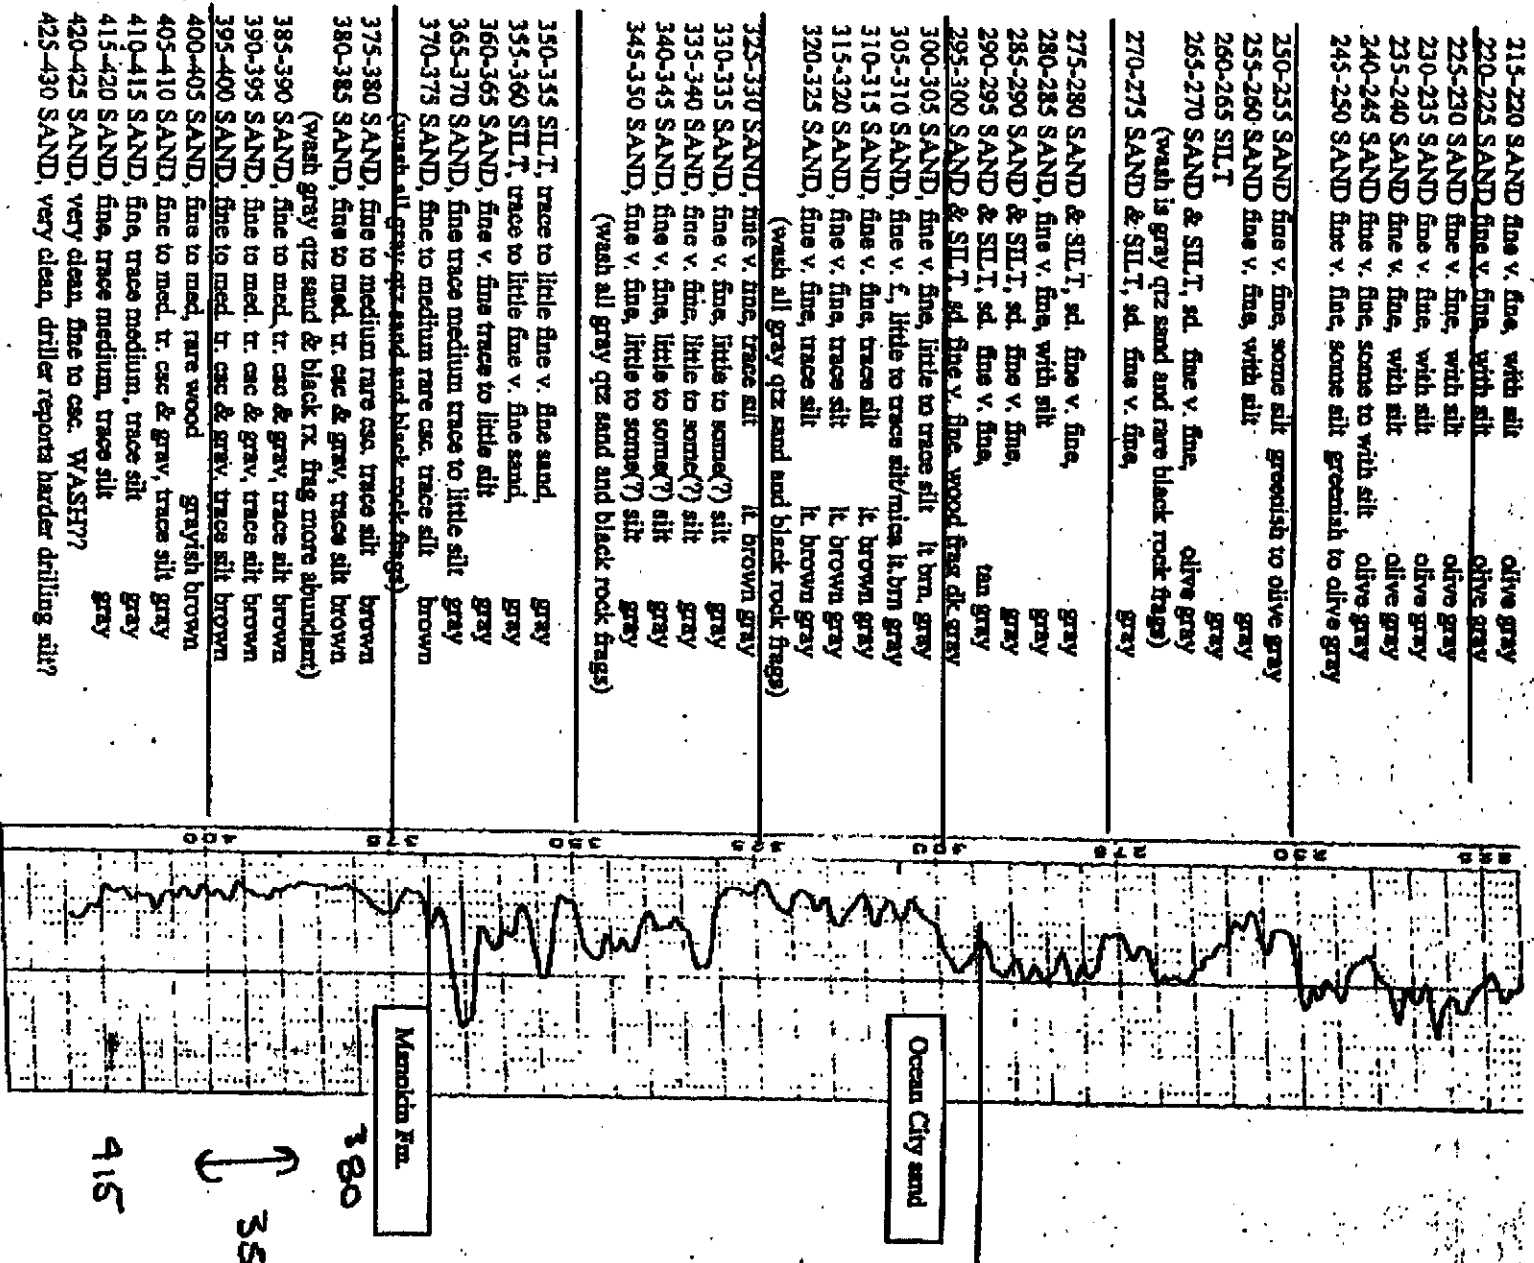 215-220 SAND fine v. fine, with silt olive gray
220-225 SAND fine v. fine, with silt olive gray
225-230 SAND fine v. fine, with silt olive gray
230-235 SAND fine v. fine, with silt olive gray
235-240 SAND fine v. fine, with silt olive gray
240-245 SAND fine v. fine, some to with silt olive gray
245-250 SAND fine v. fine, some silt greenish to olive gray
250-255 SAND fine v. fine, some silt greenish to olive gray
255-260 SAND fine v. fine, with silt gray
260-265 SILT gray
265-270 SAND & SILT, sd. fine v. fine, olive gray
(wash is gray qtz sand and rare black rock frags)
270-275 SAND & SILT, sd. fine v. fine, gray
275-280 SAND & SILT, sd. fine v. fine, gray
280-285 SAND, fine v. fine, with silt gray
285-290 SAND & SILT, sd. fine v. fine, gray
290-295 SAND & SILT, sd. fine v. fine, tan gray
295-300 SAND & SILT, sd. fine v. fine, wood frag dk. gray
300-305 SAND, fine v. fine, little to trace silt lt brn. gray
305-310 SAND, fine v. f., little to trace silt/mica lt.brn gray
310-315 SAND, fine v. fine, trace silt lt. brown gray
315-320 SAND, fine v. fine, trace silt lt. brown gray
320-325 SAND, fine v. fine, trace silt lt. brown gray
(wash all gray qtz sand and black rock frags)
325-330 SAND, fine v. fine, trace silt lt. brown gray
330-335 SAND, fine v. fine, little to some(?) silt gray
335-340 SAND, fine v. fine, little to some(?) silt gray
340-345 SAND, fine v. fine, little to some(?) silt gray
345-350 SAND, fine v. fine, little to some(?) silt gray
(wash all gray qtz sand and black rock frags)
350-355 SILT, trace to little fine v. fine sand, gray
355-360 SILT, trace to little fine v. fine sand, gray
360-365 SAND, fine v. fine trace to little silt gray
365-370 SAND, fine trace medium trace to little silt gray
370-375 SAND, fine to medium rare csc. trace silt brown
(wash all gray qtz sand and black rock frags)
375-380 SAND, fine to medium rare csc. trace silt brown
380-385 SAND, fine to med. tr. csc & grav, trace silt brown
(wash gray qtz sand & black rx. frag more abundant)
385-390 SAND, fine to med, tr. csc & grav, trace silt brown
390-395 SAND, fine to med. tr. csc & grav, trace silt brown
395-400 SAND, fine to med. tr. csc & grav, trace silt brown
400-405 SAND, fine to med, rare wood grayish brown
405-410 SAND, fine to med. tr. csc & grav, trace silt gray
410-415 SAND, fine, trace medium, trace silt gray
415-420 SAND, fine, trace medium, trace silt gray
420-425 SAND, very clean, fine to csc. WASH??
425-430 SAND, very clean, driller reports harder drilling silt?
400
Ocean City sand
Manokin Fm.
380
35
415